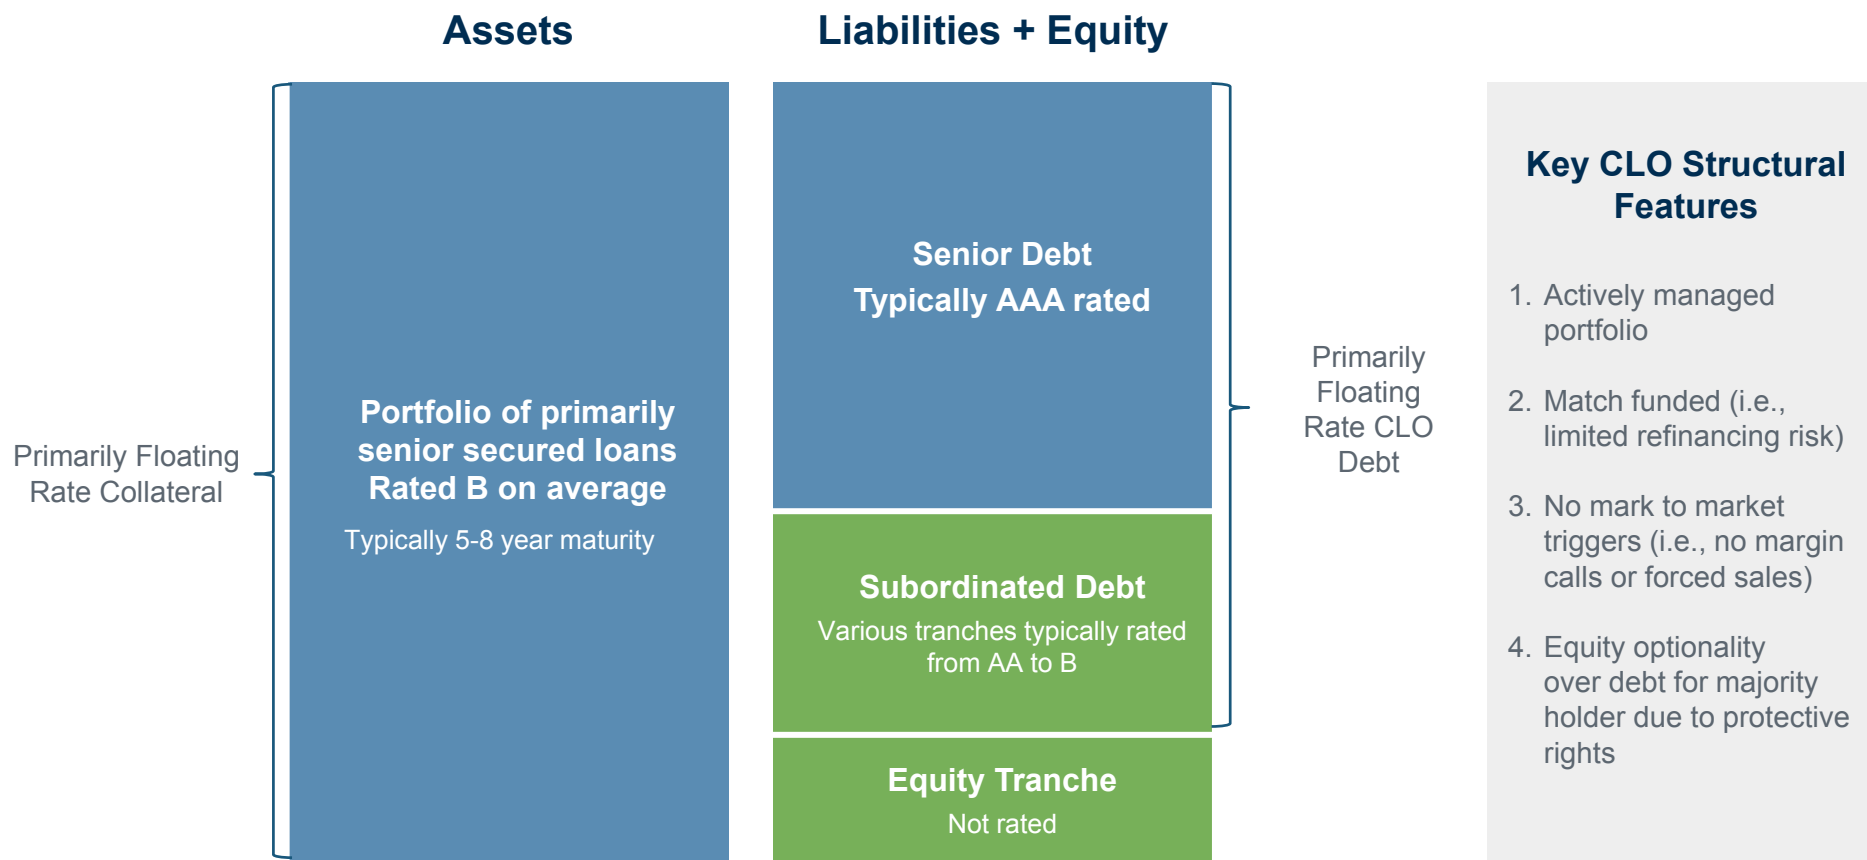 Assets
Liabilities + Equity
Primarily Floating
Rate Collateral
Portfolio of primarily
senior secured loans
Rated B on average
Typically 5-8 year maturity
Senior Debt
Typically AAA rated
Subordinated Debt
Various tranches typically rated
from AA to B
Equity Tranche
Not rated
Primarily
Floating
Rate CLO
Debt
Key CLO Structural
Features
1. Actively managed
portfolio
2. Match funded (i.e.,
limited refinancing risk)
3. No mark to market
triggers (i.e., no margin
calls or forced sales)
4. Equity optionality
over debt for majority
holder due to protective
rights